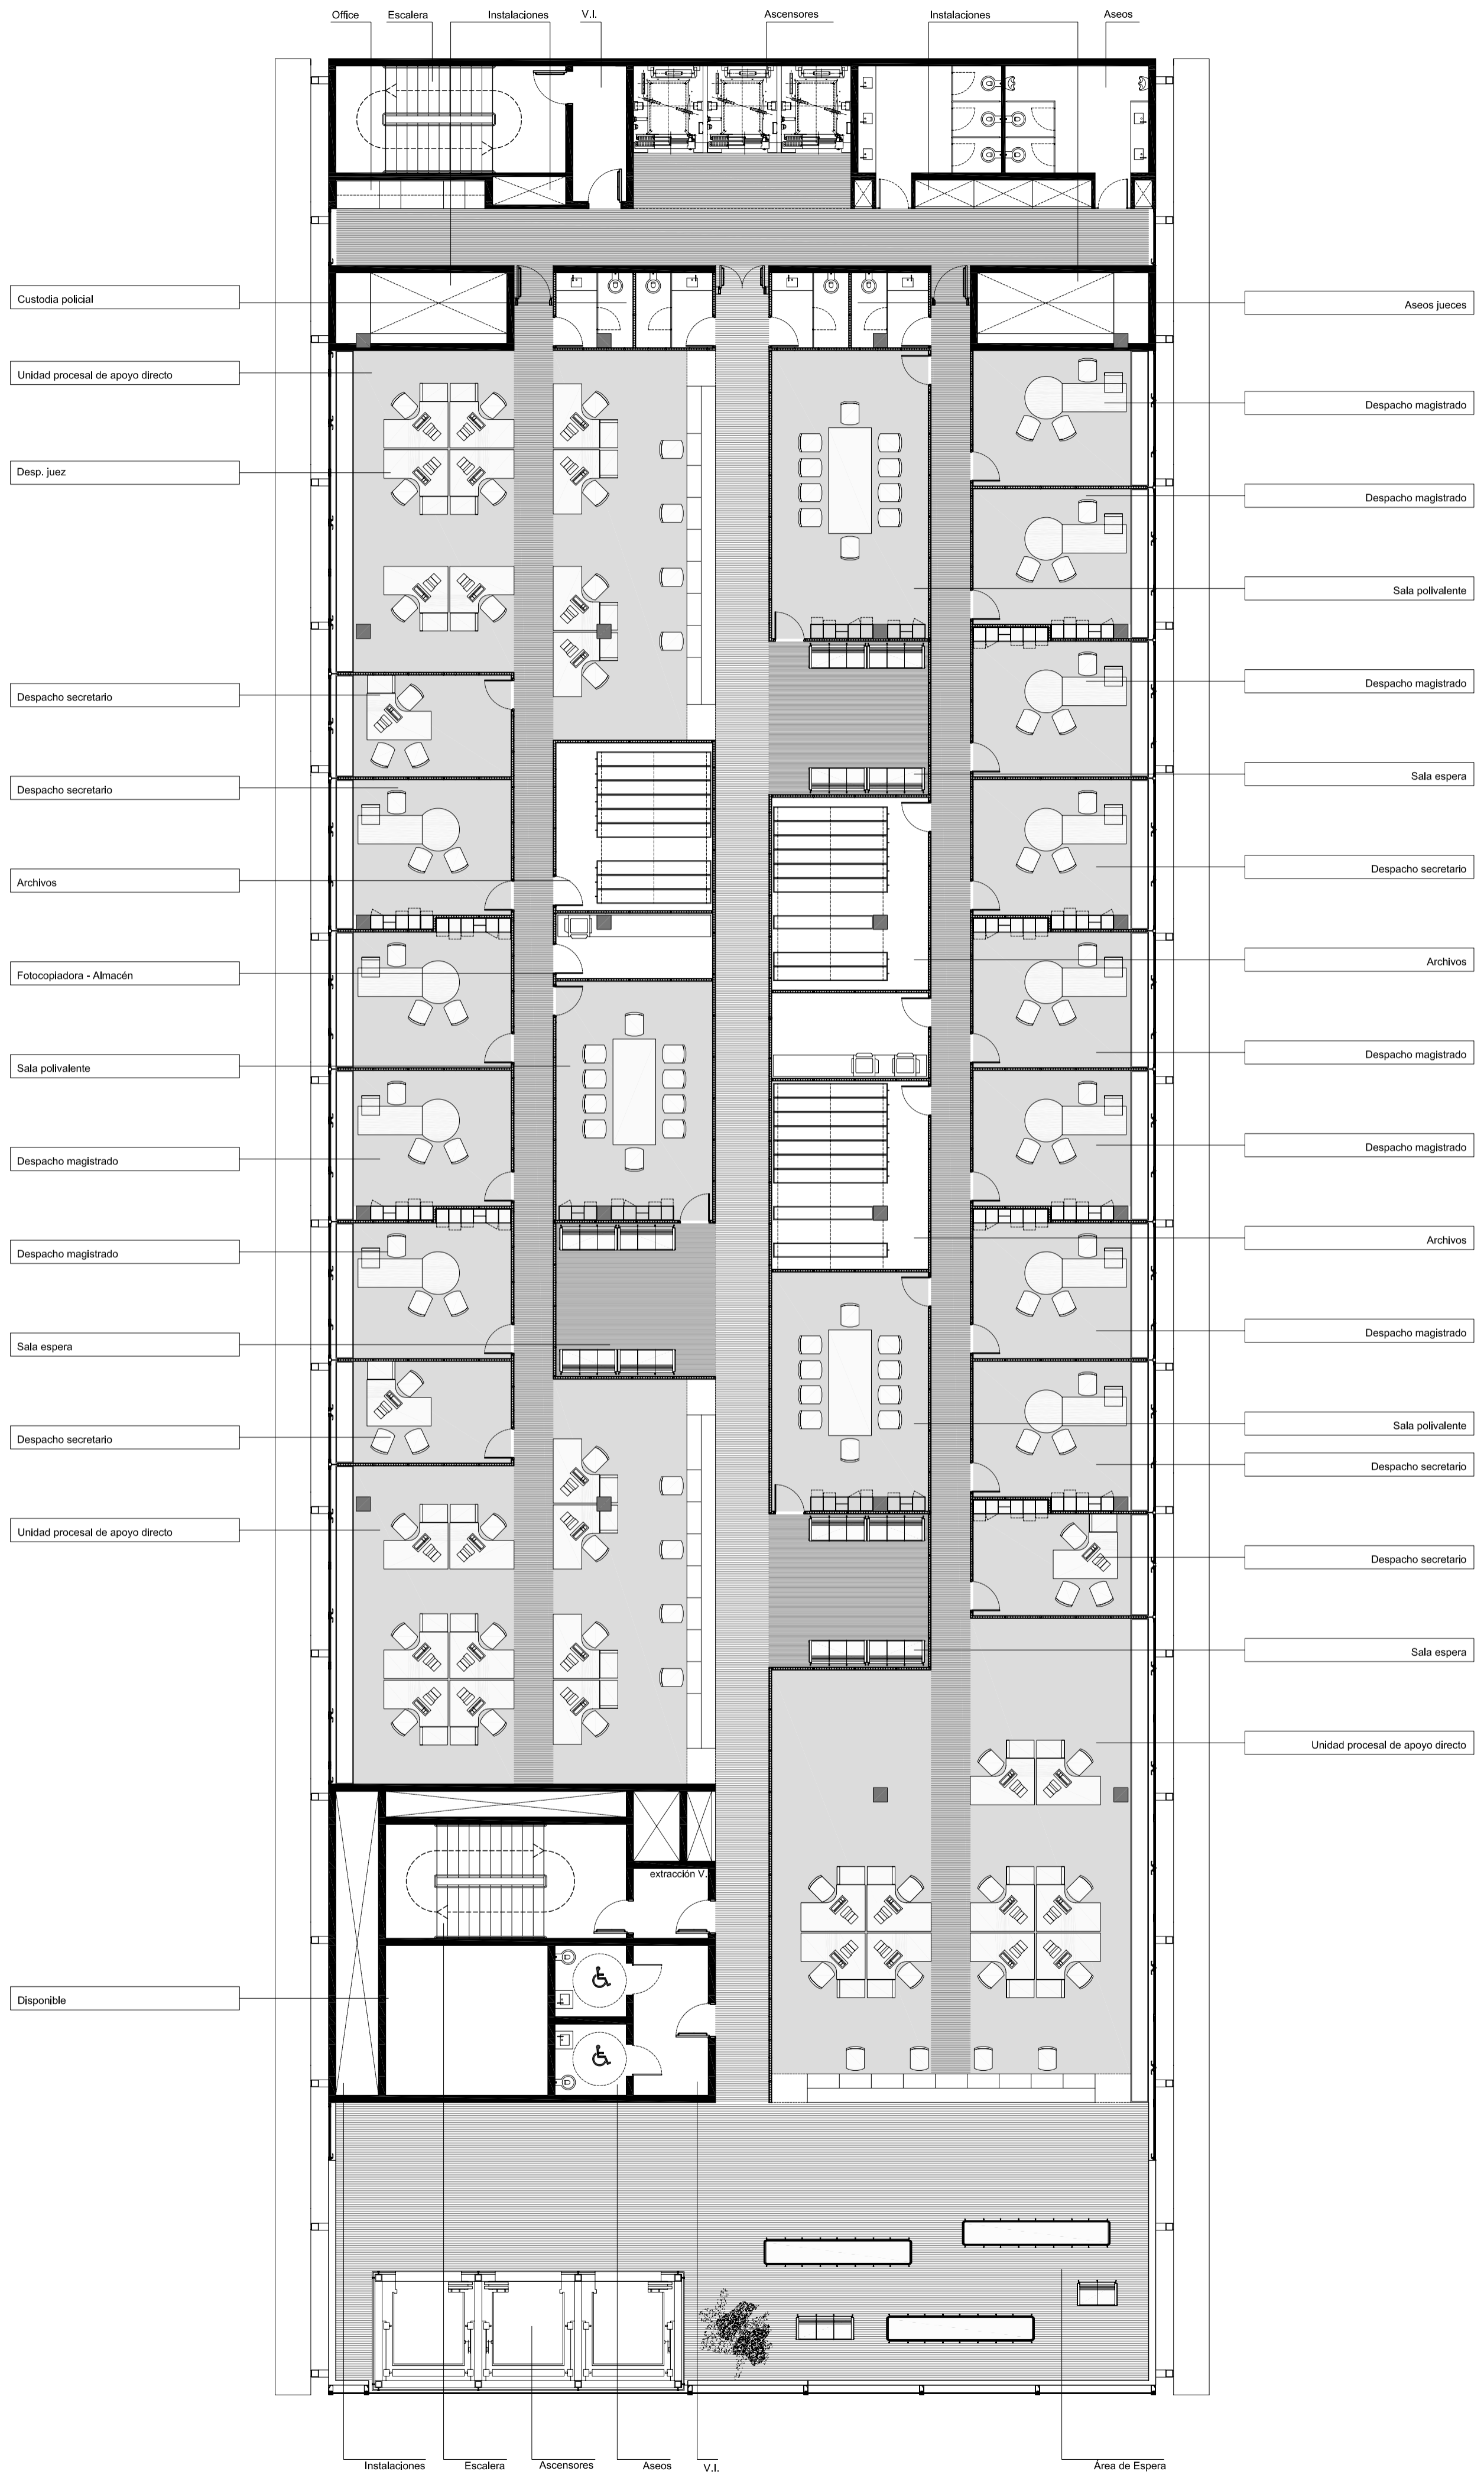 Office
Escalera
Instalaciones
V.I.
Ascensores
Instalaciones
Aseos
Custodia policial
Aseos jueces
Unidad procesal de apoyo directo
Despacho magistrado
Desp. juez
Despacho magistrado
Sala polivalente
Despacho secretario
Despacho magistrado
Despacho secretario
Sala espera
Archivos
Despacho secretario
Fotocopiadora - Almacén
Archivos
Sala polivalente
Despacho magistrado
Despacho magistrado
Despacho magistrado
Despacho magistrado
Archivos
Sala espera
Despacho magistrado
Despacho secretario
Sala polivalente
Despacho secretario
Unidad procesal de apoyo directo
Despacho secretario
Sala espera
Unidad procesal de apoyo directo
extracción V.
Disponible
Instalaciones
Escalera
Ascensores
Aseos
V.I.
Área de Espera